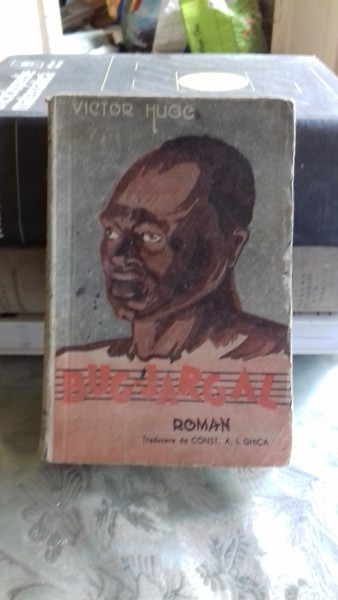 VICTOR HUGO
BUG-JARGAL
ROMAN
Traducere de CONST. A. I. GHICA